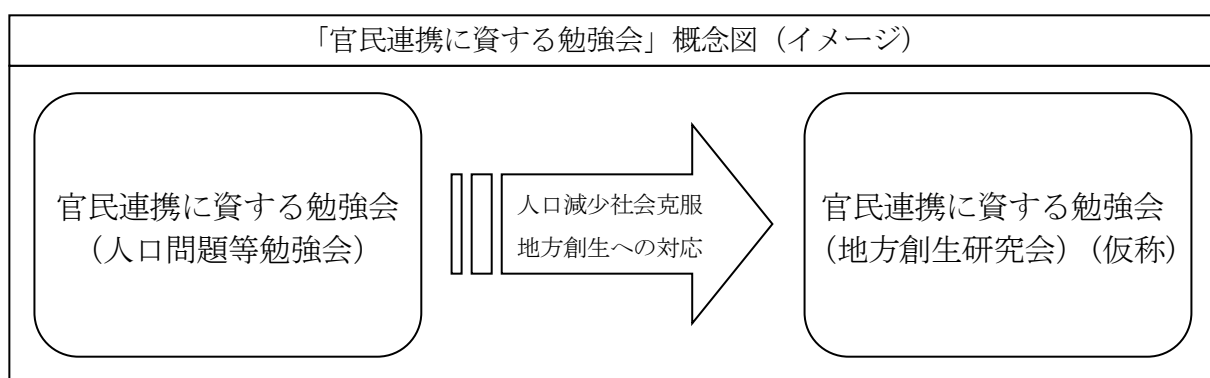 「官民連携に資する勉強会」概念図（イメージ）
官民連携に資する勉強会
（人口問題等勉強会）
人口減少社会克服
地方創生への対応
官民連携に資する勉強会
（地方創生研究会）（仮称）